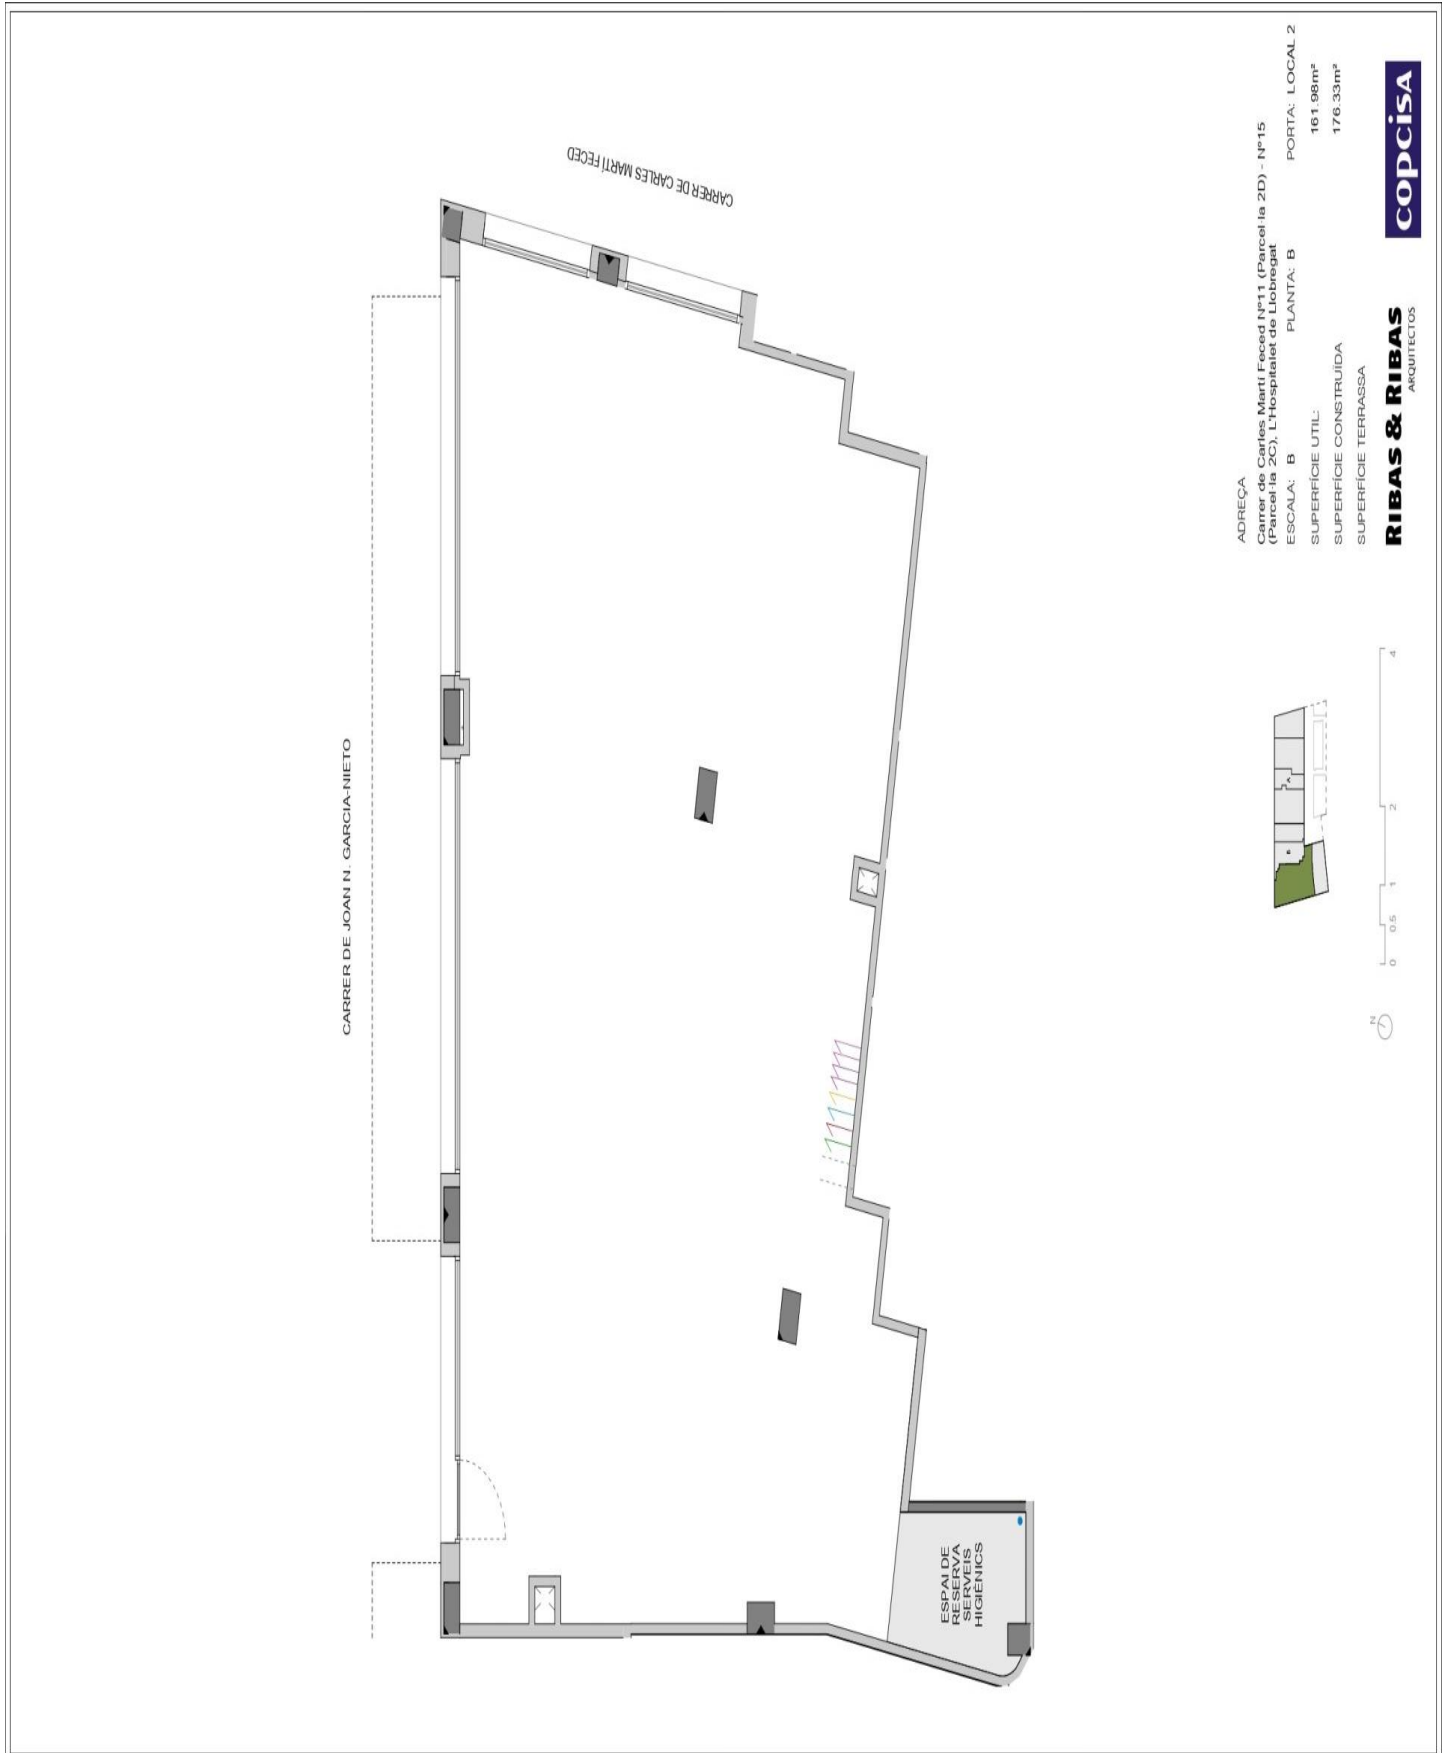 CARRER DE JOAN N. GARCIA-NIETO
CARRER DE CARLES MARTÍ FECED
ESPAI DE
RESERVA
SERVEIS
HIGIÈNICS
N
0 0.5 1 2 4
A
B
ADREÇA
Carrer de Carles Martí Feced Nº11 (Parcel·la 2D) - Nº15
(Parcel·la 2C), L'Hospitalet de Llobregat
ESCALA: B PLANTA: B PORTA: LOCAL 2
SUPERFÍCIE UTIL: 161.98m²
SUPERFÍCIE CONSTRUÏDA 176.33m²
SUPERFÍCIE TERRASSA
RIBAS & RIBAS
ARQUITECTOS
copcisa